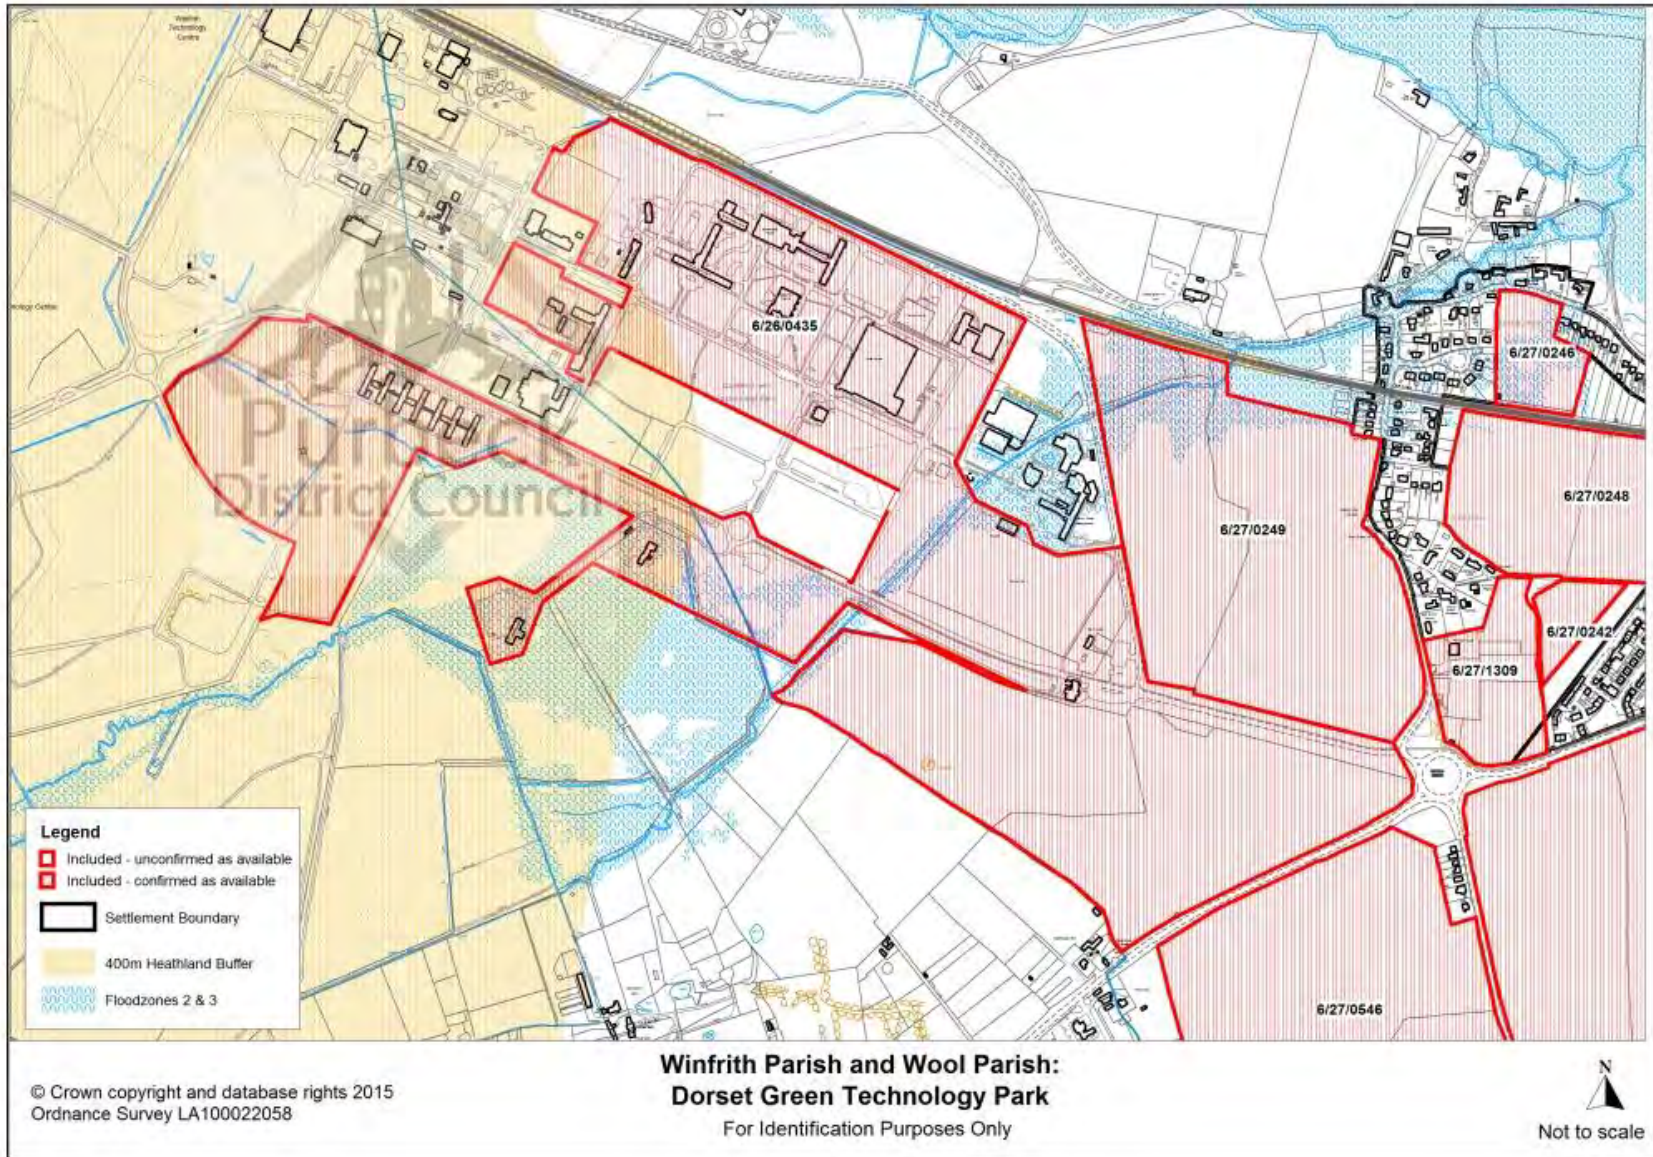 Winfrith
Technology
Centre
6/26/0435
6/27/0246
6/27/0248
6/27/0249
6/27/0242
6/27/1309
6/27/0546
Purbeck
District Council
Legend
Included - unconfirmed as available
Included - confirmed as available
Settlement Boundary
400m Heathland Buffer
Floodzones 2 & 3
© Crown copyright and database rights 2015
Ordnance Survey LA100022058
Winfrith Parish and Wool Parish:
Dorset Green Technology Park
For Identification Purposes Only
N
Not to scale